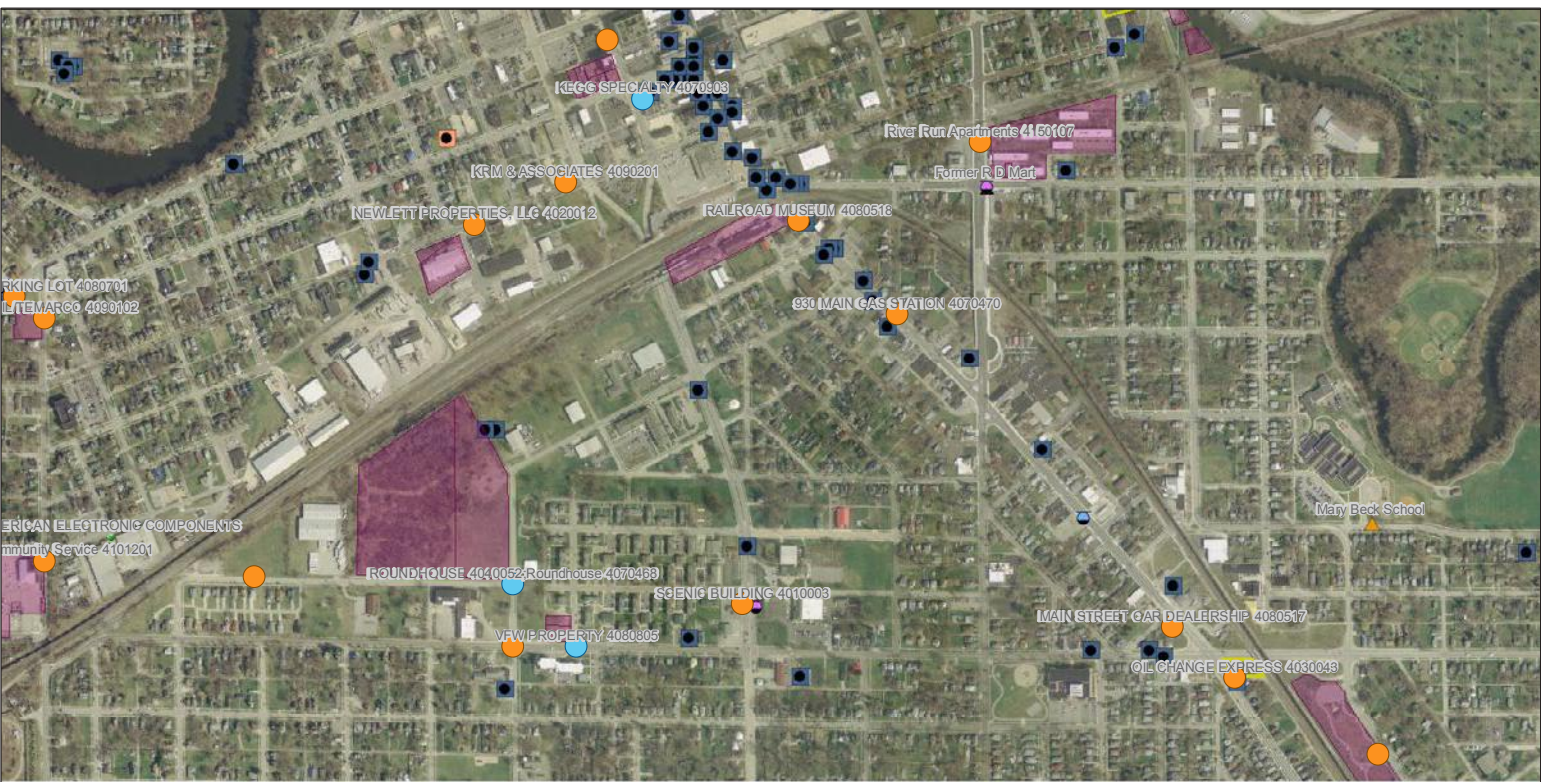 KEGG SPECIALTY 4070903
River Run Apartments 4150107
KRM & ASSOCIATES 4090201
Former R D Mart
NEWLETT PROPERTIES, LLC 4020012
RAILROAD MUSEUM 4080518
RKING LOT 4080701
930 MAIN GAS STATION 4070470
TEMARCO 4090102
Mary Beck School
ERICAN ELECTRONIC COMPONENTS
mmunity Service 4101201
ROUNDHOUSE 4040052 Roundhouse 4070468
SCENIC BUILDING 4010003
MAIN STREET CAR DEALERSHIP 4080517
VFW PROPERTY 4080805
OIL CHANGE EXPRESS 4030043